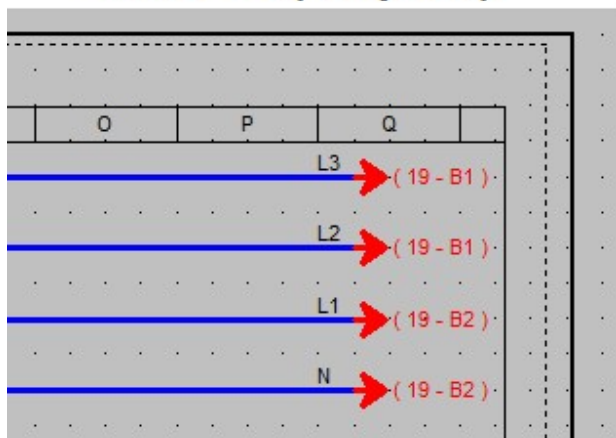 O P Q
L3 ( 19 - B1 )
L2 ( 19 - B1 )
L1 ( 19 - B2 )
N ( 19 - B2 )